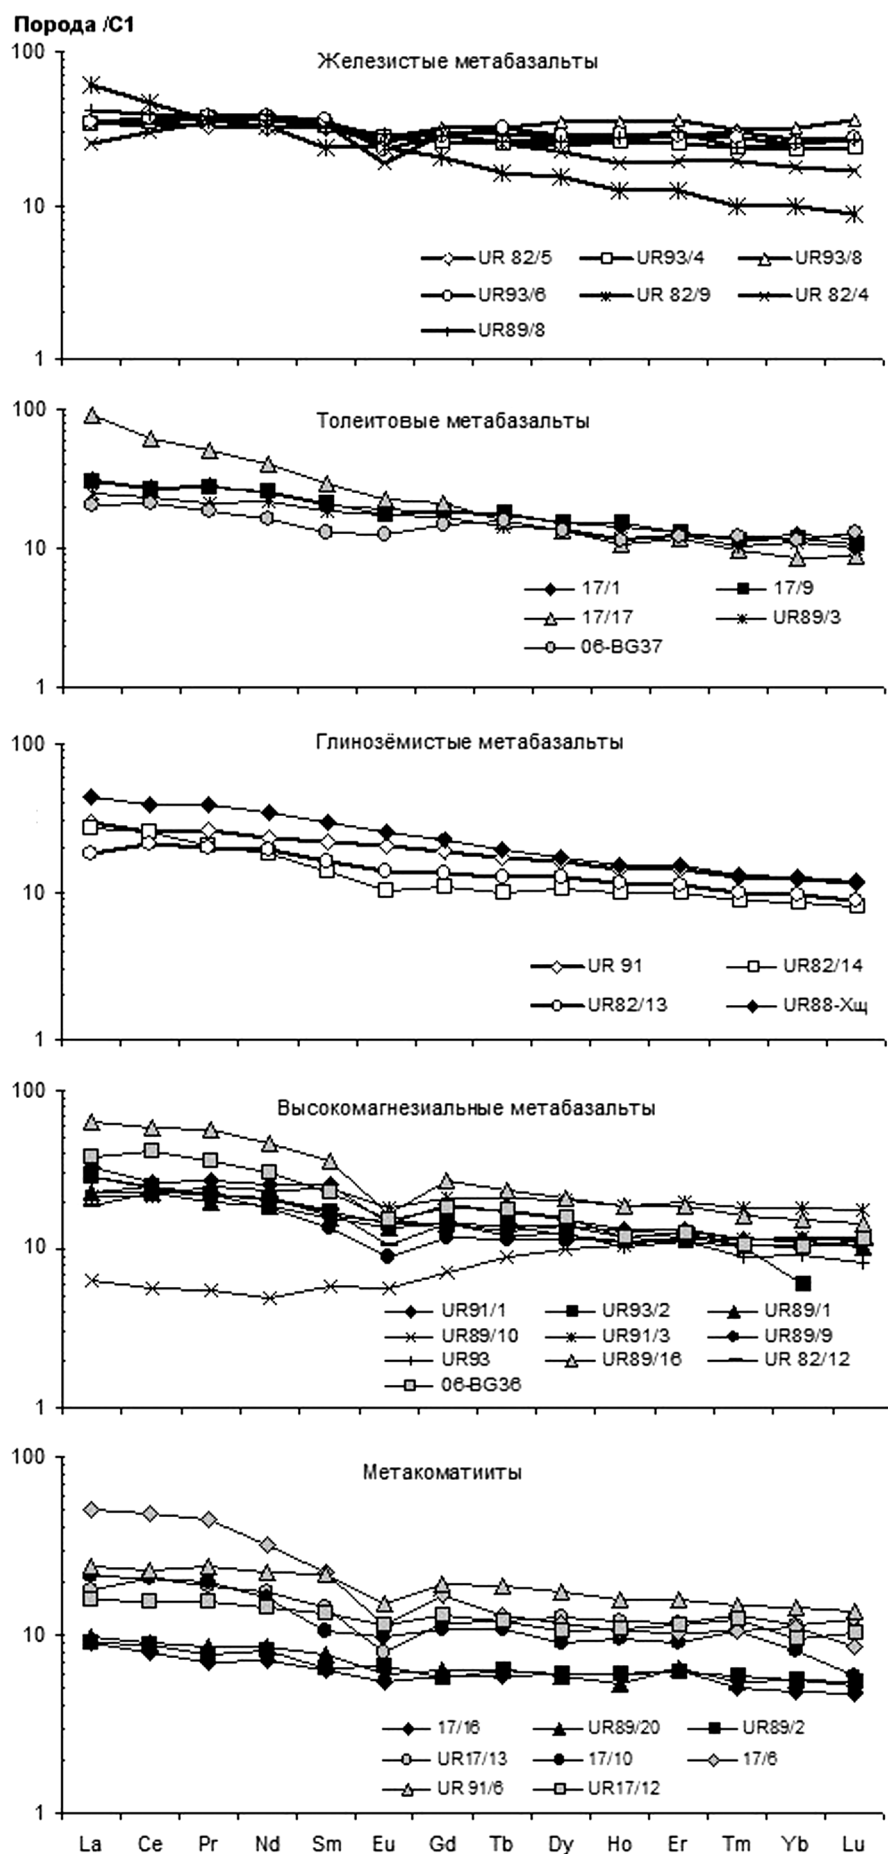 Порода /С1
100
Железистые метабазальты
10
UR 82/5 UR93/4 UR93/8
UR93/6 UR 82/9 UR 82/4
UR89/8
1
100
Толеитовые метабазальты
10
17/1 17/9
17/17 UR89/3
06-BG37
1
100
Глинозёмистые метабазальты
10
UR 91 UR82/14
UR82/13 UR88-Хщ
1
100
Высокомагнезиальные метабазальты
10
UR91/1 UR93/2 UR89/1
UR89/10 UR91/3 UR89/9
UR93 UR89/16 UR 82/12
06-BG36
1
100
Метакоматииты
10
17/16 UR89/20 UR89/2
UR17/13 17/10 17/6
UR 91/6 UR17/12
1
La Ce Pr Nd Sm Eu Gd Tb Dy Ho Er Tm Yb Lu